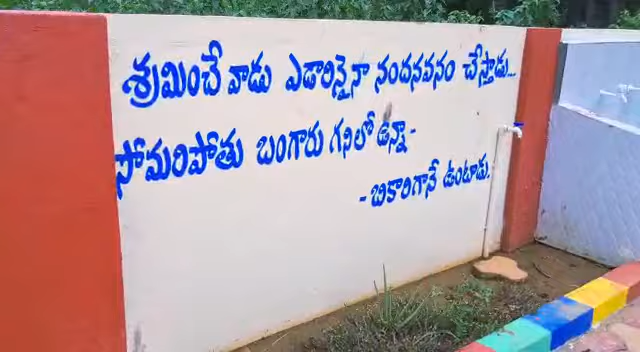 శ్రమించే వాడు ఎడారినైనా నందనవనం చేస్తాడు...
సోమరిపోతు బంగారు గనిలో ఉన్నా -
- బికారిగానే ఉంటాడు.